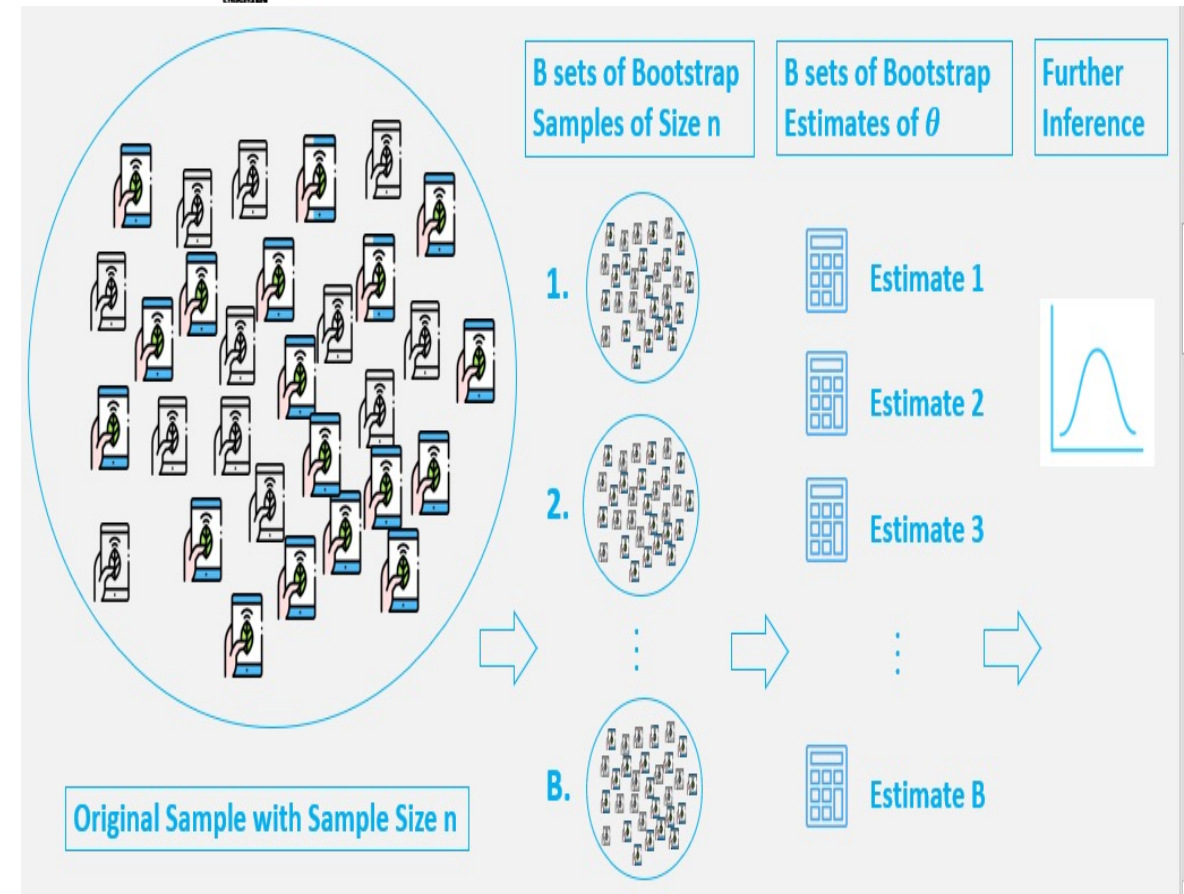 B sets of Bootstrap
Samples of Size n
B sets of Bootstrap
Estimates of θ
Further
Inference
1.
Estimate 1
Estimate 2
2.
Estimate 3
⋮
⋮
B.
Estimate B
Original Sample with Sample Size n